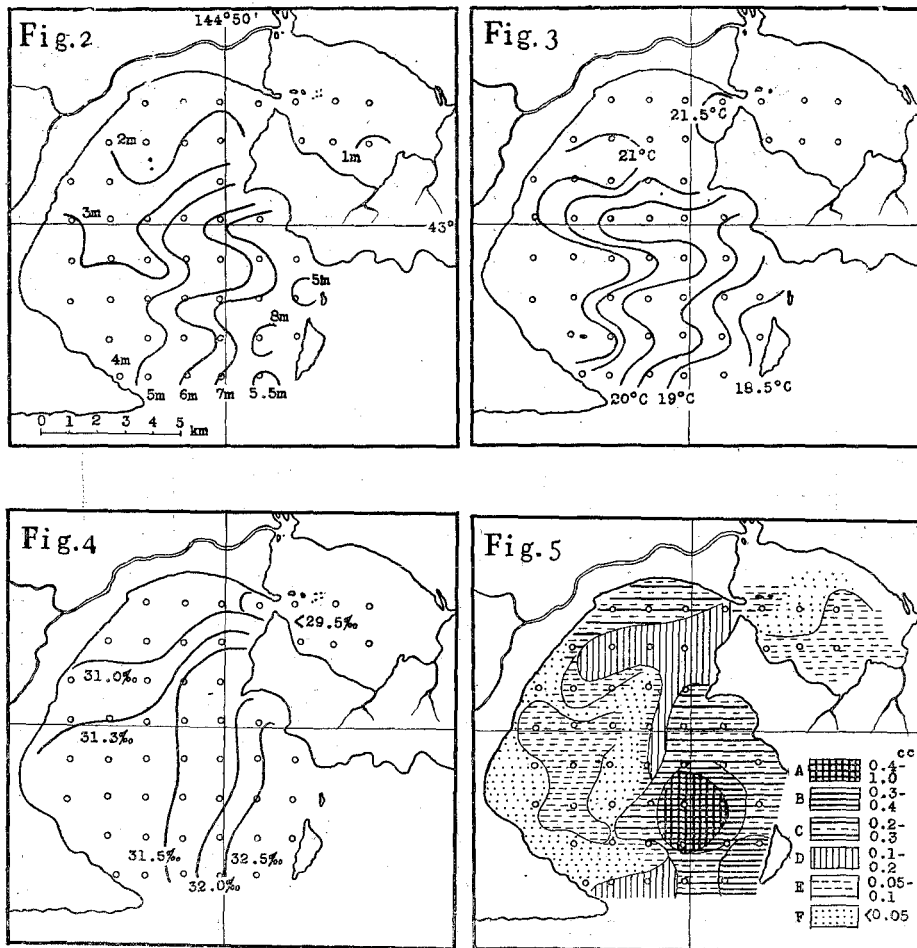 Fig.2
144°50'
2m
1m
3m
43°
5m
8m
4m
5m
6m
7m
5.5m
0 1 2 3 4 5
km
Fig.3
21.5°C
21°C
20°C
19°C
18.5°C
Fig.4
<29.5‰
31.0‰
31.3‰
31.5‰
32.5‰
32.0‰
Fig.5
cc
A 0.4-1.0
B 0.3-0.4
C 0.2-0.3
D 0.1-0.2
E 0.05-0.1
F <0.05